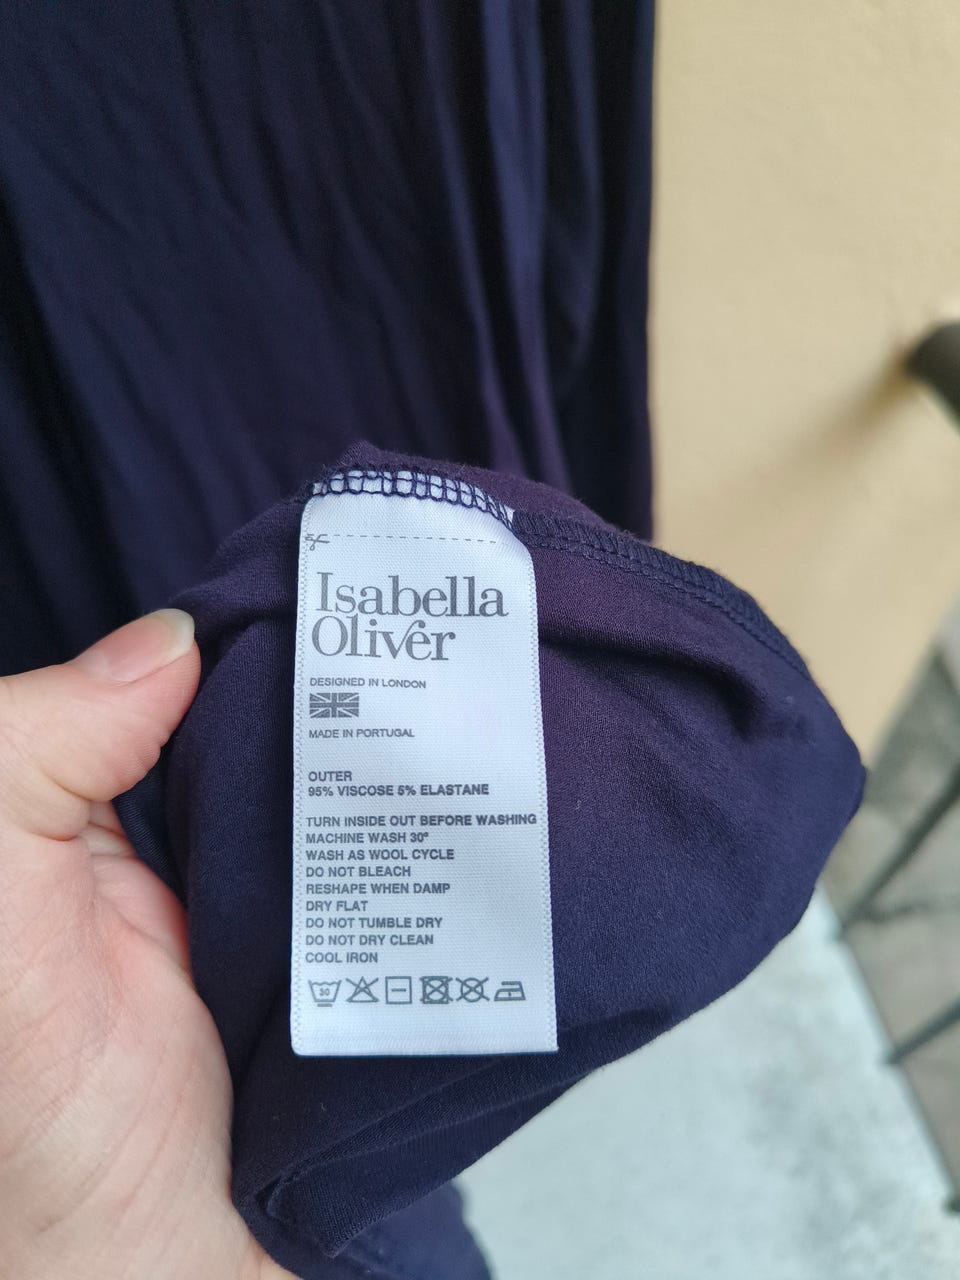 Isabella
Oliver
DESIGNED IN LONDON
MADE IN PORTUGAL
OUTER
95% VISCOSE 5% ELASTANE
TURN INSIDE OUT BEFORE WASHING
MACHINE WASH 30°
WASH AS WOOL CYCLE
DO NOT BLEACH
RESHAPE WHEN DAMP
DRY FLAT
DO NOT TUMBLE DRY
DO NOT DRY CLEAN
COOL IRON
30